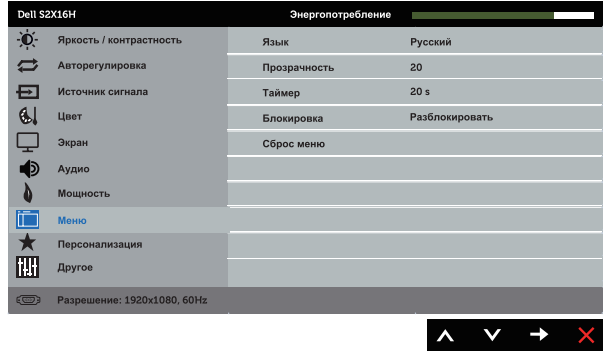 Dell S2X16H Энергопотребление
Яркость / контрастность
Авторегулировка
Источник сигнала
Цвет
Экран
Аудио
Мощность
Меню
Персонализация
Другое
Язык Русский
Прозрачность 20
Таймер 20 s
Блокировка Разблокировать
Сброс меню
Разрешение: 1920x1080, 60Hz